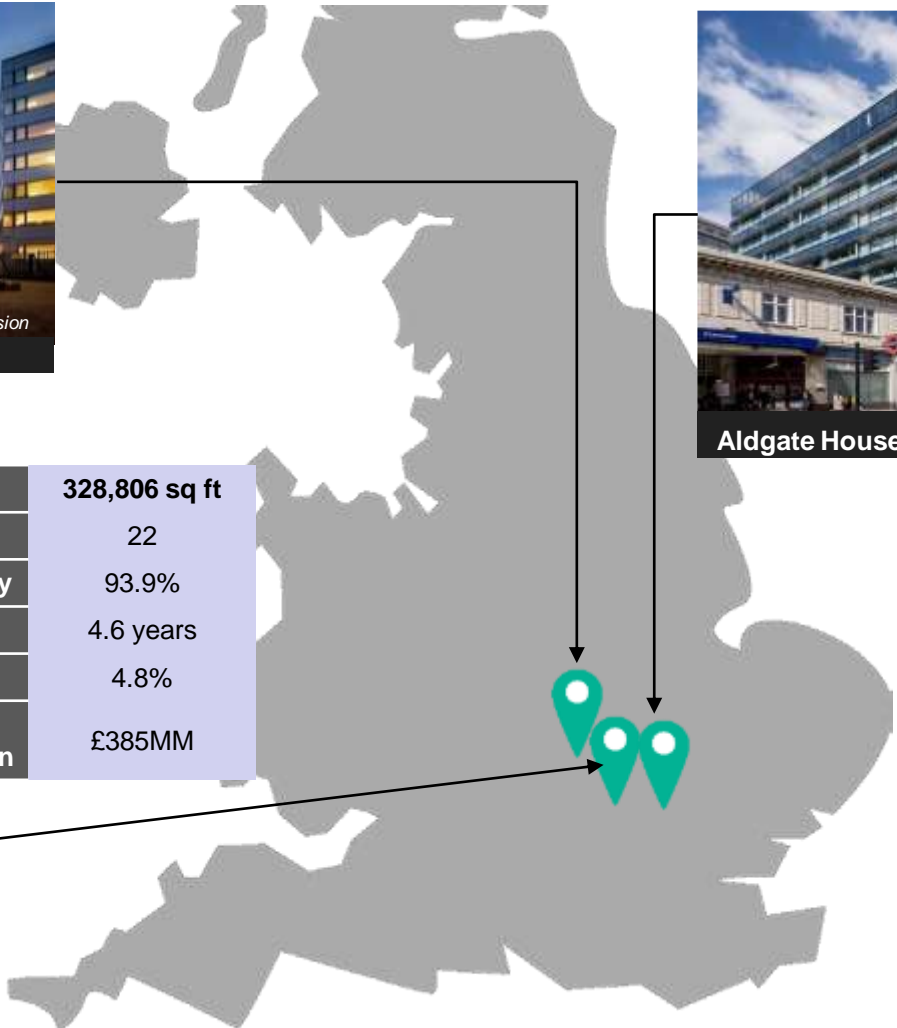 sion
Aldgate House
328,806 sq ft
22
y 93.9%
4.6 years
4.8%
n £385MM